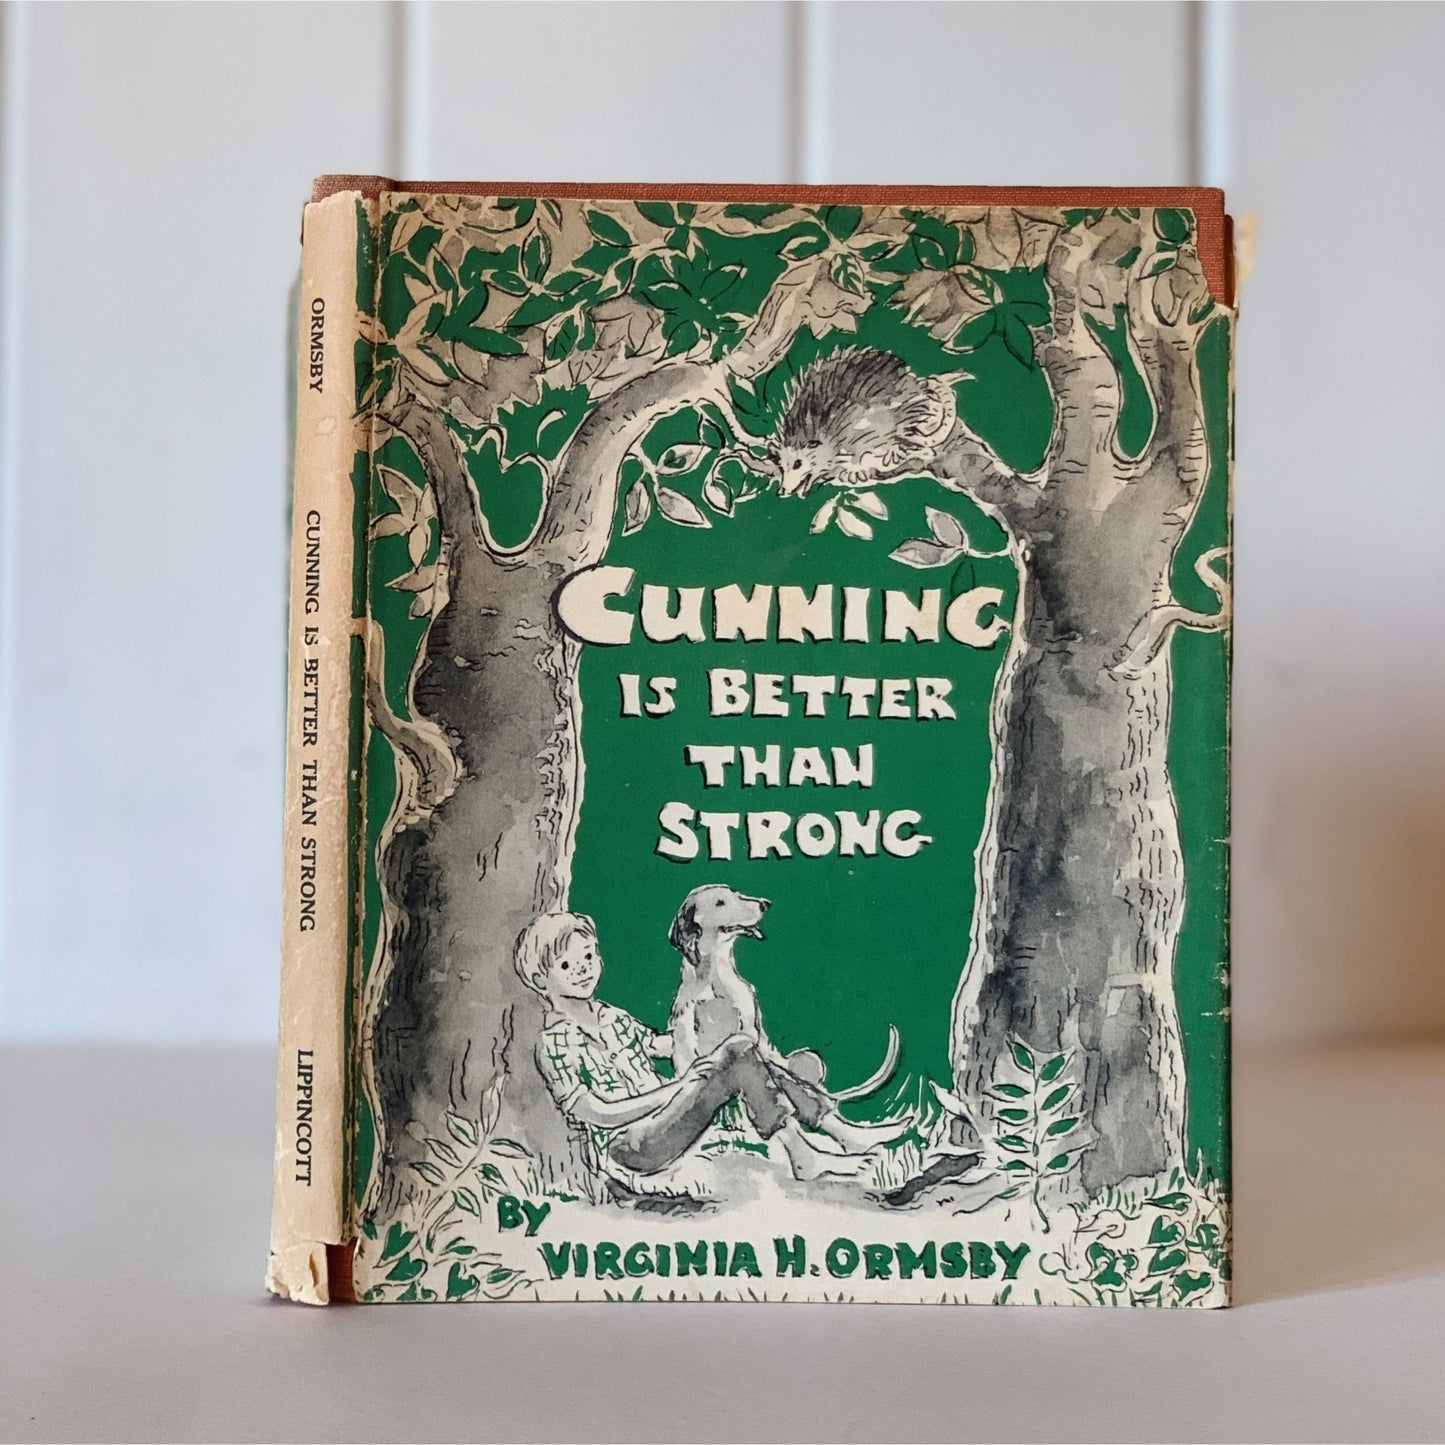 ORMSBY
CUNNING IS BETTER THAN STRONG
LIPPINCOTT
CUNNING
IS BETTER
THAN
STRONG
BY
VIRGINIA H. ORMSBY